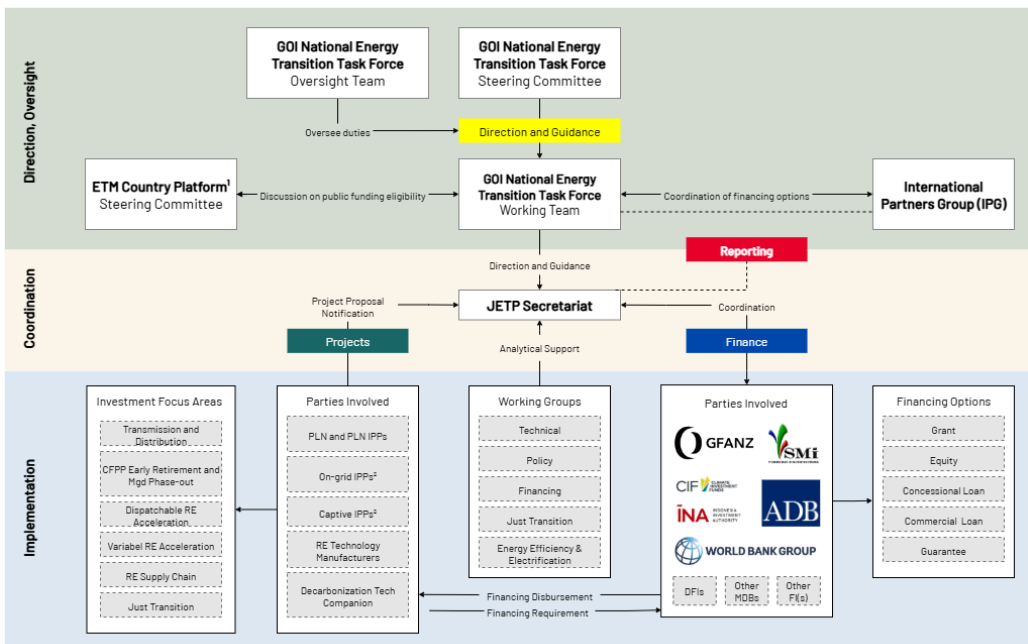 Direction, Oversight
GOI National Energy
Transition Task Force
Oversight Team
GOI National Energy
Transition Task Force
Steering Committee
Oversee duties
Direction and Guidance
ETM Country Platform¹
Steering Committee
Discussion on public funding eligibility
GOI National Energy
Transition Task Force
Working Team
Coordination of financing options
International
Partners Group (IPG)
Coordination
Direction and Guidance
Reporting
Project Proposal
Notification
JETP Secretariat
Coordination
Projects
Analytical Support
Finance
Implementation
Investment Focus Areas
Transmission and
Distribution
CFPP Early Retirement and
Mgd Phase-out
Dispatchable RE
Acceleration
Variabel RE Acceleration
RE Supply Chain
Just Transition
Parties Involved
PLN and PLN IPPs
On-grid IPPs²
Captive IPPs²
RE Technology
Manufacturers
Decarbonization Tech
Companion
Working Groups
Technical
Policy
Financing
Just Transition
Energy Efficiency &
Electrification
Parties Involved
GFANZ
SMi
CIF CLIMATE
INVESTMENT
FUNDS
INA INDONESIA
INVESTMENT
AUTHORITY
ADB
WORLD BANK GROUP
DFIs
Other
MDBs
Other
FI(s)
Financing Options
Grant
Equity
Concessional Loan
Commercial Loan
Guarantee
Financing Disbursement
Financing Requirement